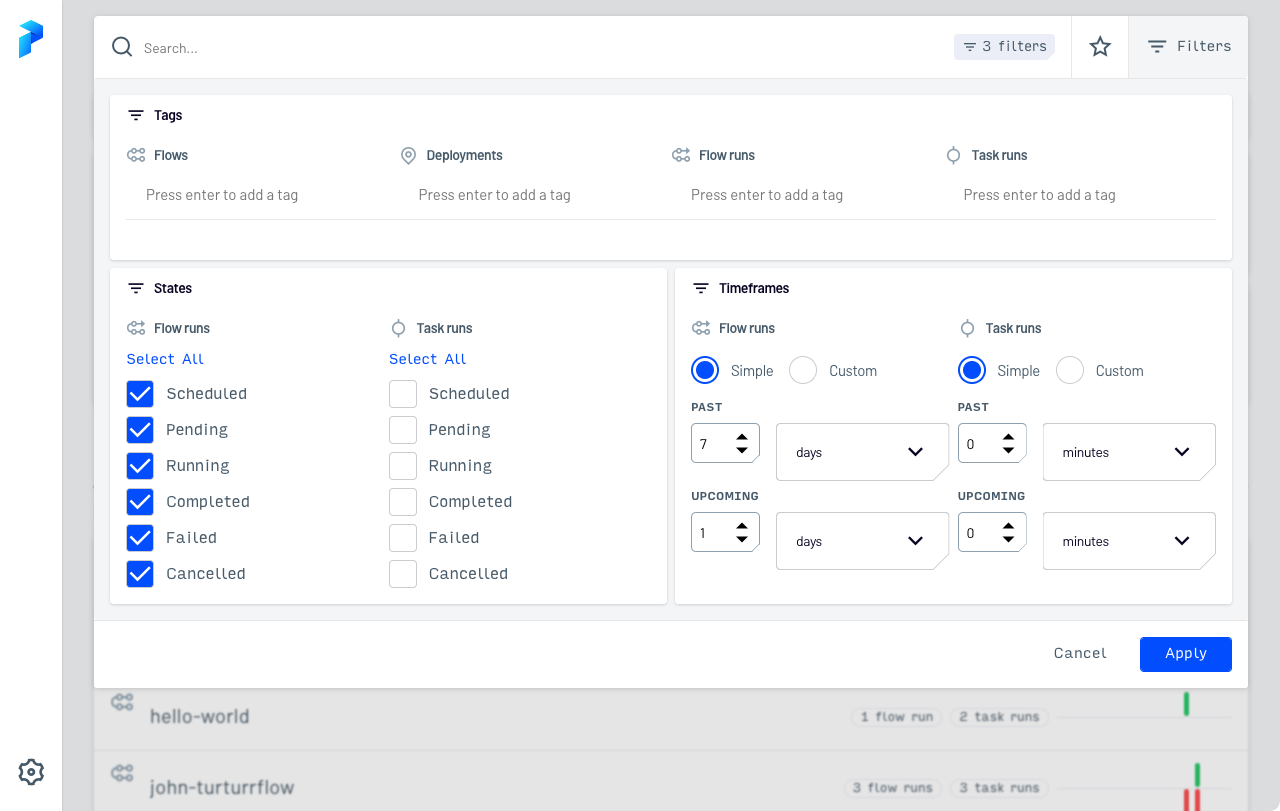 Search...
3 filters
Filters
Tags
Flows
Deployments
Flow runs
Task runs
Press enter to add a tag
Press enter to add a tag
Press enter to add a tag
Press enter to add a tag
States
Flow runs
Task runs
Select All
Select All
Scheduled
Scheduled
Pending
Pending
Running
Running
Completed
Completed
Failed
Failed
Cancelled
Cancelled
Timeframes
Flow runs
Task runs
Simple
Custom
Simple
Custom
PAST
PAST
7
days
0
minutes
UPCOMING
UPCOMING
1
days
0
minutes
Cancel
Apply
hello-world
1 flow run
2 task runs
john-turturrflow
3 flow runs
3 task runs